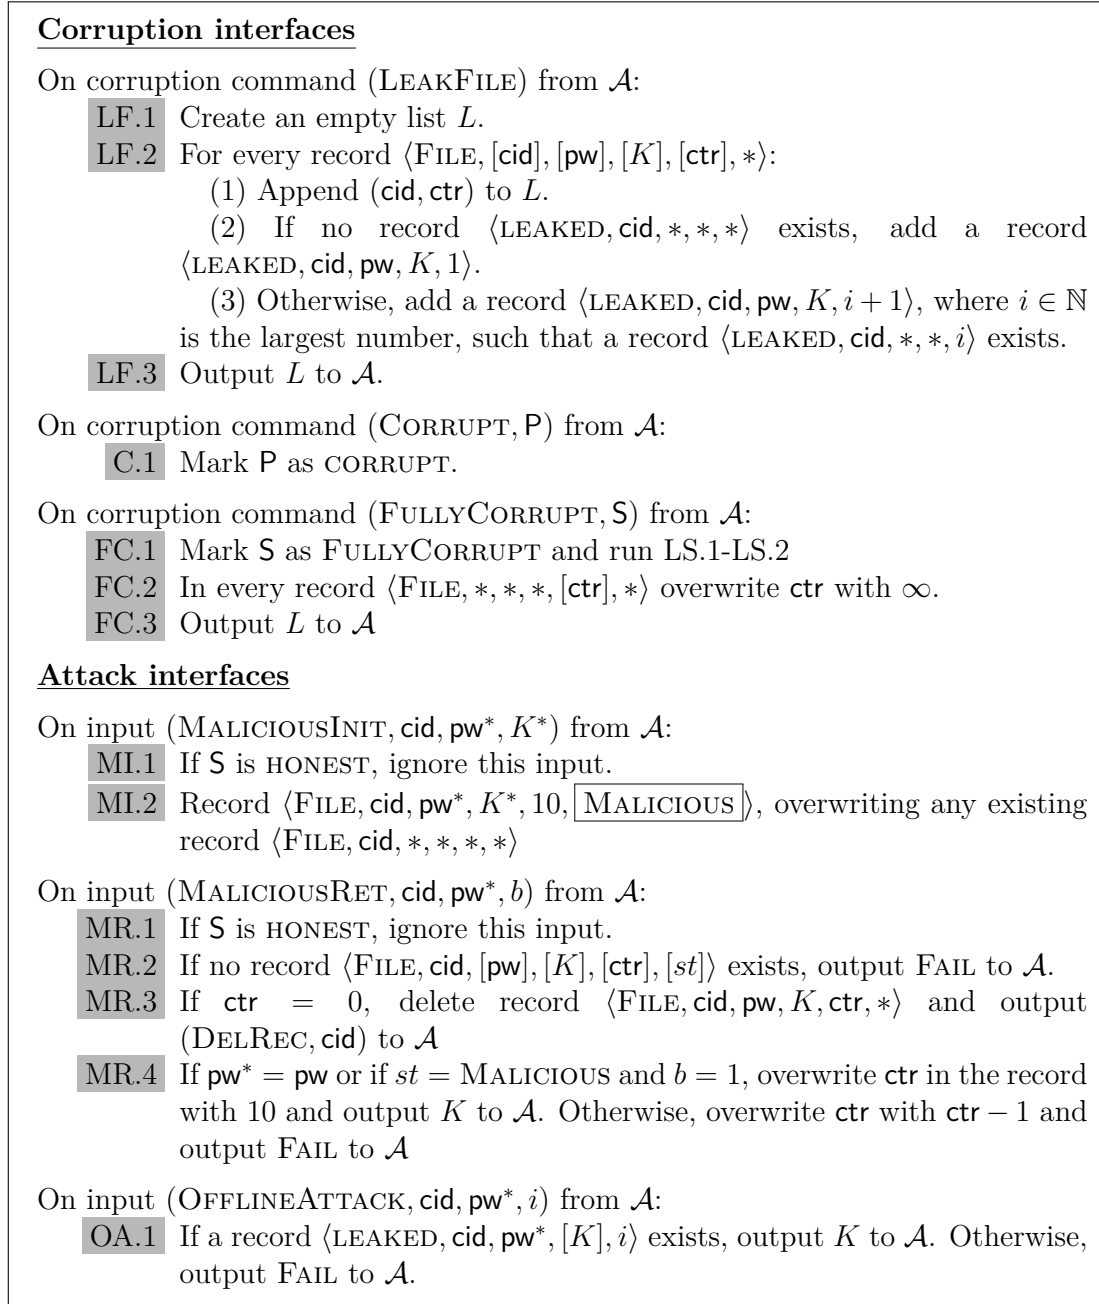 Corruption interfaces
On corruption command (LEAKFILE) from 𝒜:
LF.1 Create an empty list L.
LF.2 For every record ⟨FILE, [cid], [pw], [K], [ctr], *⟩:
(1) Append (cid, ctr) to L.
(2) If no record ⟨LEAKED, cid, *, *, *⟩ exists, add a record
⟨LEAKED, cid, pw, K, 1⟩.
(3) Otherwise, add a record ⟨LEAKED, cid, pw, K, i + 1⟩, where i ∈ ℕ
is the largest number, such that a record ⟨LEAKED, cid, *, *, i⟩ exists.
LF.3 Output L to 𝒜.
On corruption command (CORRUPT, P) from 𝒜:
C.1 Mark P as CORRUPT.
On corruption command (FULLYCORRUPT, S) from 𝒜:
FC.1 Mark S as FULLYCORRUPT and run LS.1-LS.2
FC.2 In every record ⟨FILE, *, *, *, [ctr], *⟩ overwrite ctr with ∞.
FC.3 Output L to 𝒜
Attack interfaces
On input (MALICIOUSINIT, cid, pw*, K*) from 𝒜:
MI.1 If S is HONEST, ignore this input.
MI.2 Record ⟨FILE, cid, pw*, K*, 10, MALICIOUS⟩, overwriting any existing
record ⟨FILE, cid, *, *, *, *⟩
On input (MALICIOUSRET, cid, pw*, b) from 𝒜:
MR.1 If S is HONEST, ignore this input.
MR.2 If no record ⟨FILE, cid, [pw], [K], [ctr], [st]⟩ exists, output FAIL to 𝒜.
MR.3 If ctr = 0, delete record ⟨FILE, cid, pw, K, ctr, *⟩ and output
(DELREC, cid) to 𝒜
MR.4 If pw* = pw or if st = MALICIOUS and b = 1, overwrite ctr in the record
with 10 and output K to 𝒜. Otherwise, overwrite ctr with ctr − 1 and
output FAIL to 𝒜
On input (OFFLINEATTACK, cid, pw*, i) from 𝒜:
OA.1 If a record ⟨LEAKED, cid, pw*, [K], i⟩ exists, output K to 𝒜. Otherwise,
output FAIL to 𝒜.